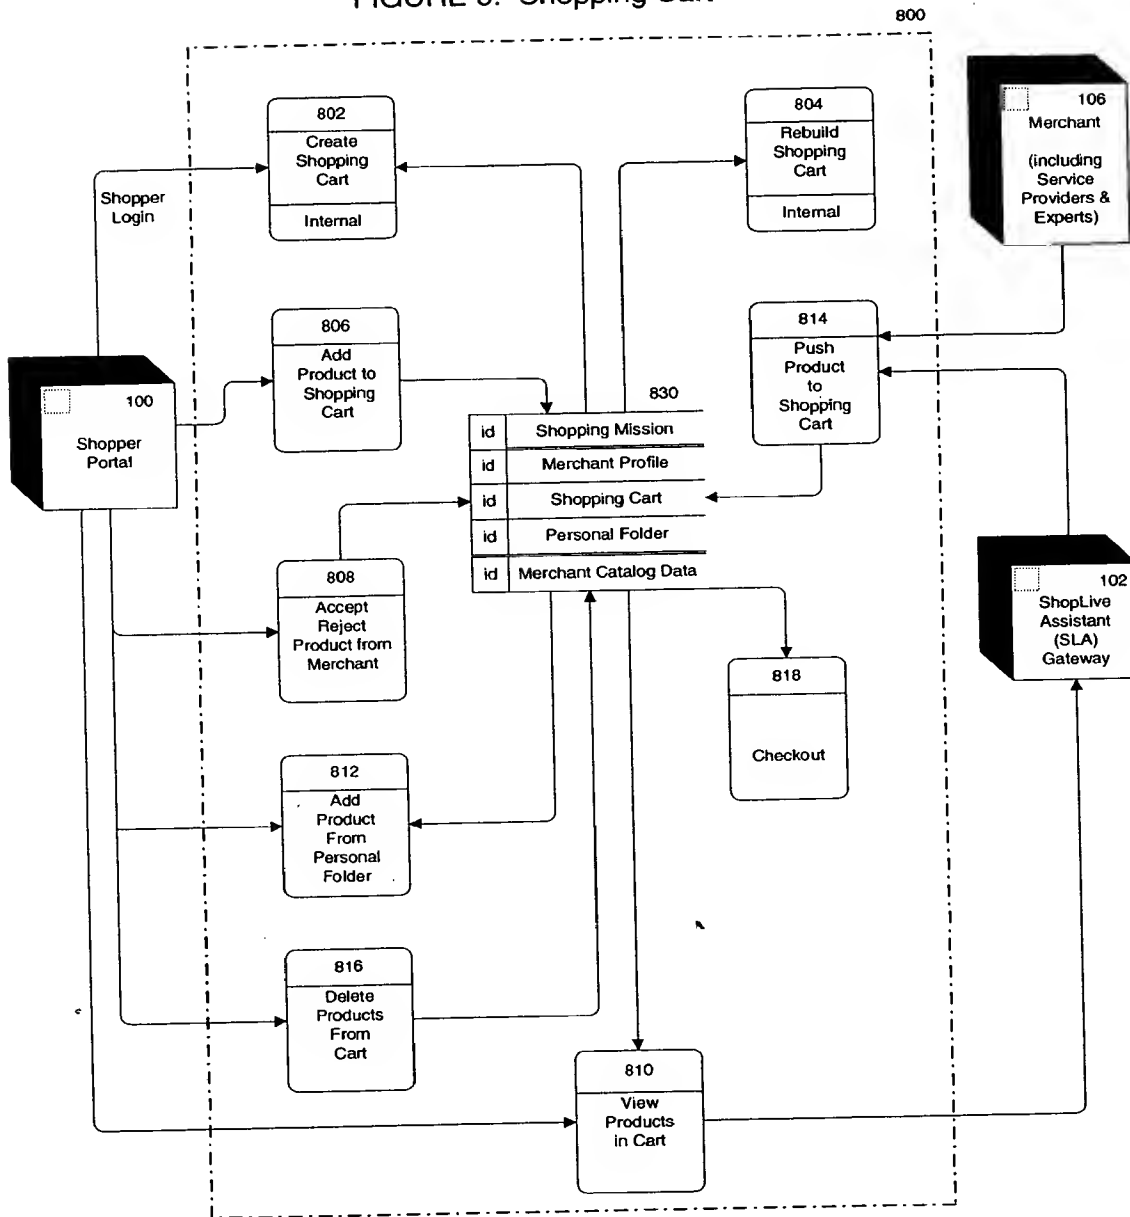 Shopping Cart
800
802
Create
Shopping
Cart
Internal
804
Rebuild
Shopping
Cart
Internal
106
Merchant
(including
Service
Providers &
Experts)
Shopper
Login
806
Add
Product to
Shopping
Cart
814
Push
Product
to
Shopping
Cart
100
Shopper
Portal
830
id Shopping Mission
id Merchant Profile
id Shopping Cart
id Personal Folder
id Merchant Catalog Data
808
Accept
Reject
Product from
Merchant
102
ShopLive
Assistant
(SLA)
Gateway
818
Checkout
812
Add
Product
From
Personal
Folder
816
Delete
Products
From
Cart
810
View
Products
in Cart